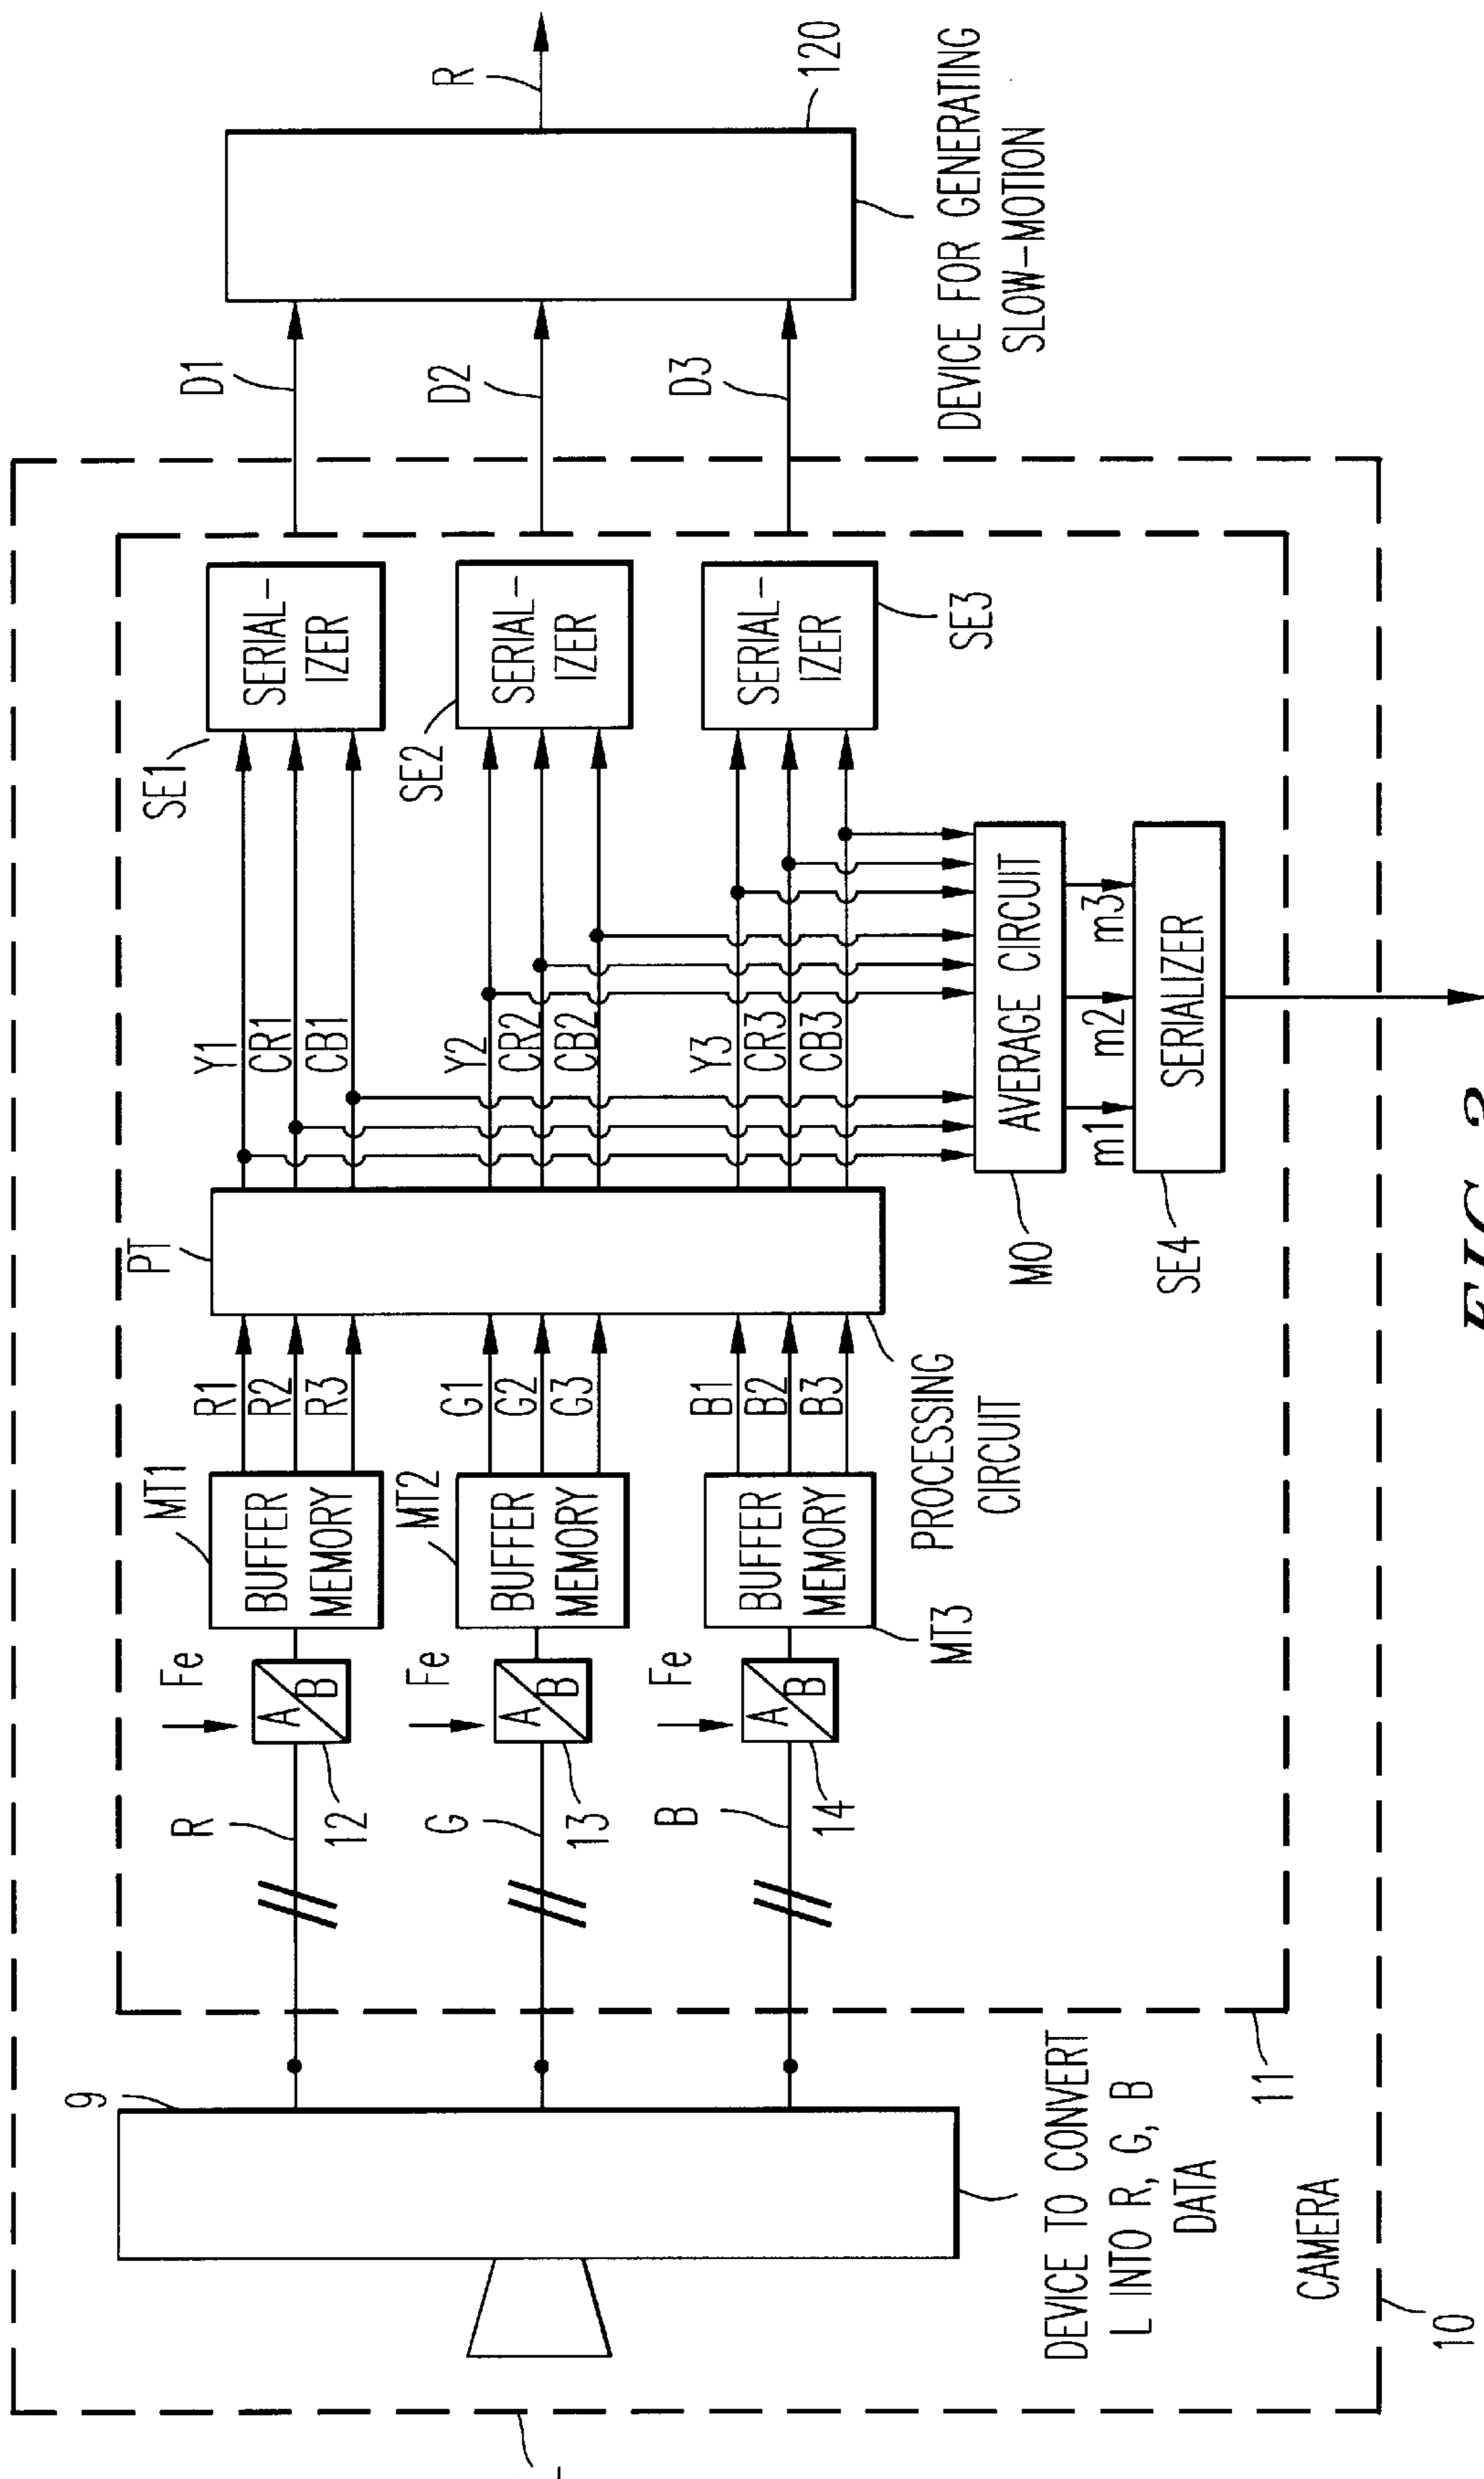 9
R
G
B
12
13
14
Fe
Fe
Fe
A
B
A
B
A
B
MT1
MT2
MT3
BUFFER
MEMORY
BUFFER
MEMORY
BUFFER
MEMORY
R1
R2
R3
G1
G2
G3
B1
B2
B3
PT
PROCESSING
CIRCUIT
Y1
CR1
CB1
Y2
CR2
CB2
Y3
CR3
CB3
SE1
SE2
SE3
SERIAL-
IZER
SERIAL-
IZER
SERIAL-
IZER
AVERAGE CIRCUIT
MO
m1
m2
m3
SERIALIZER
SE4
D1
D2
D3
R
120
DEVICE FOR GENERATING
SLOW-MOTION
DEVICE TO CONVERT
L INTO R, G, B
DATA
11
CAMERA
10